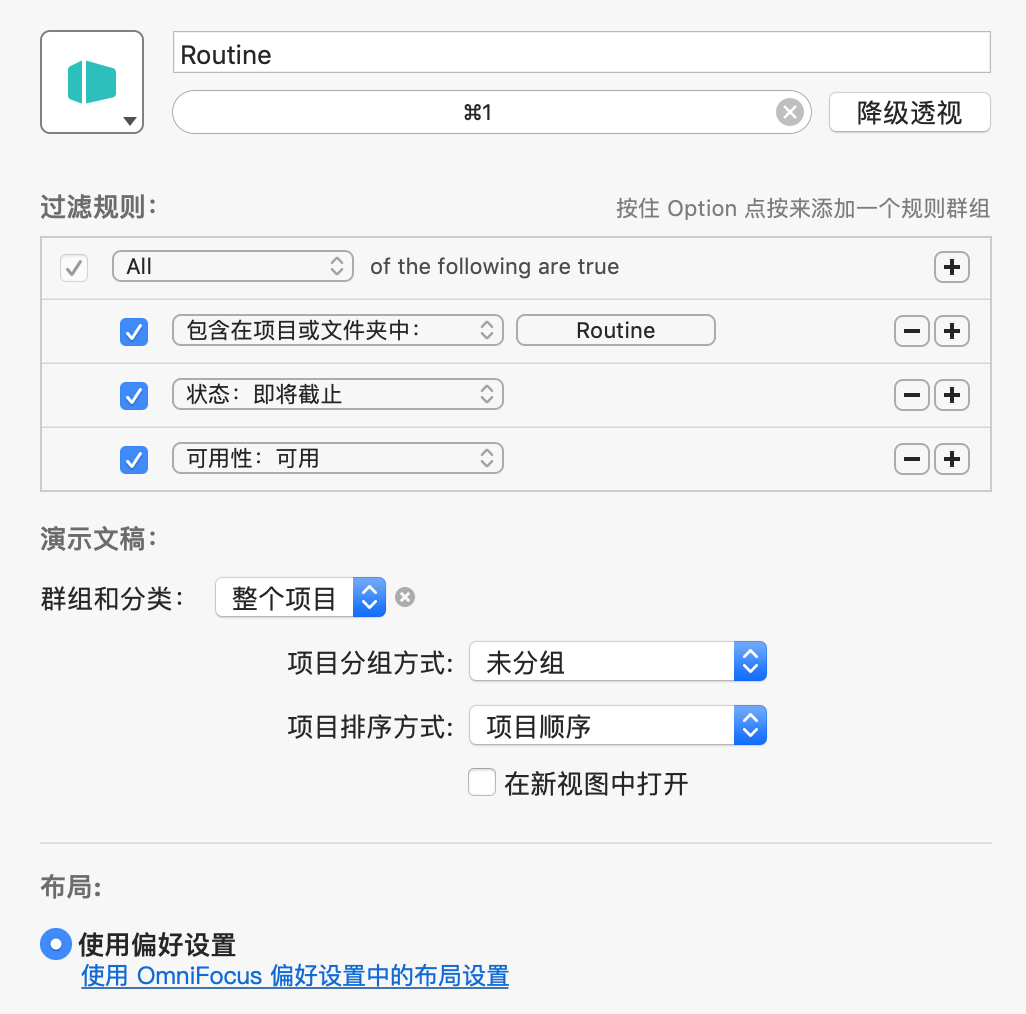 Routine
⌘1
降级透视
过滤规则：
按住 Option 点按来添加一个规则群组
All of the following are true
包含在项目或文件夹中： Routine
状态：即将截止
可用性：可用
演示文稿：
群组和分类： 整个项目
项目分组方式: 未分组
项目排序方式: 项目顺序
在新视图中打开
布局:
使用偏好设置
使用 OmniFocus 偏好设置中的布局设置